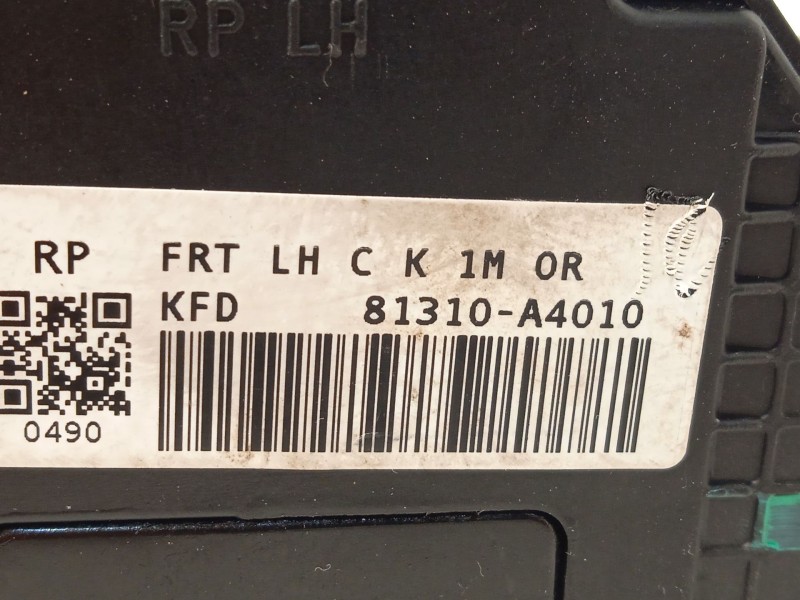 RP LH
RP FRT LH C K 1M OR
KFD 81310-A4010
0490